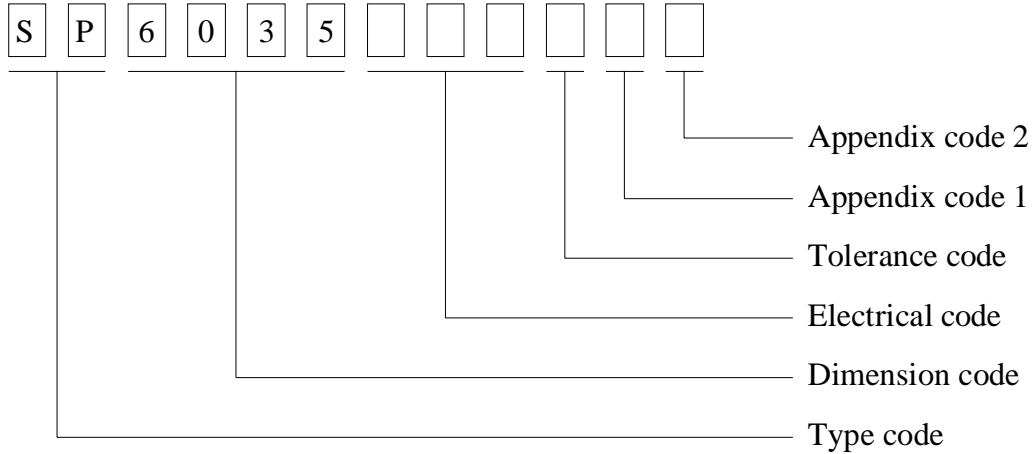 S P 6 0 3 5
Appendix code 2
Appendix code 1
Tolerance code
Electrical code
Dimension code
Type code